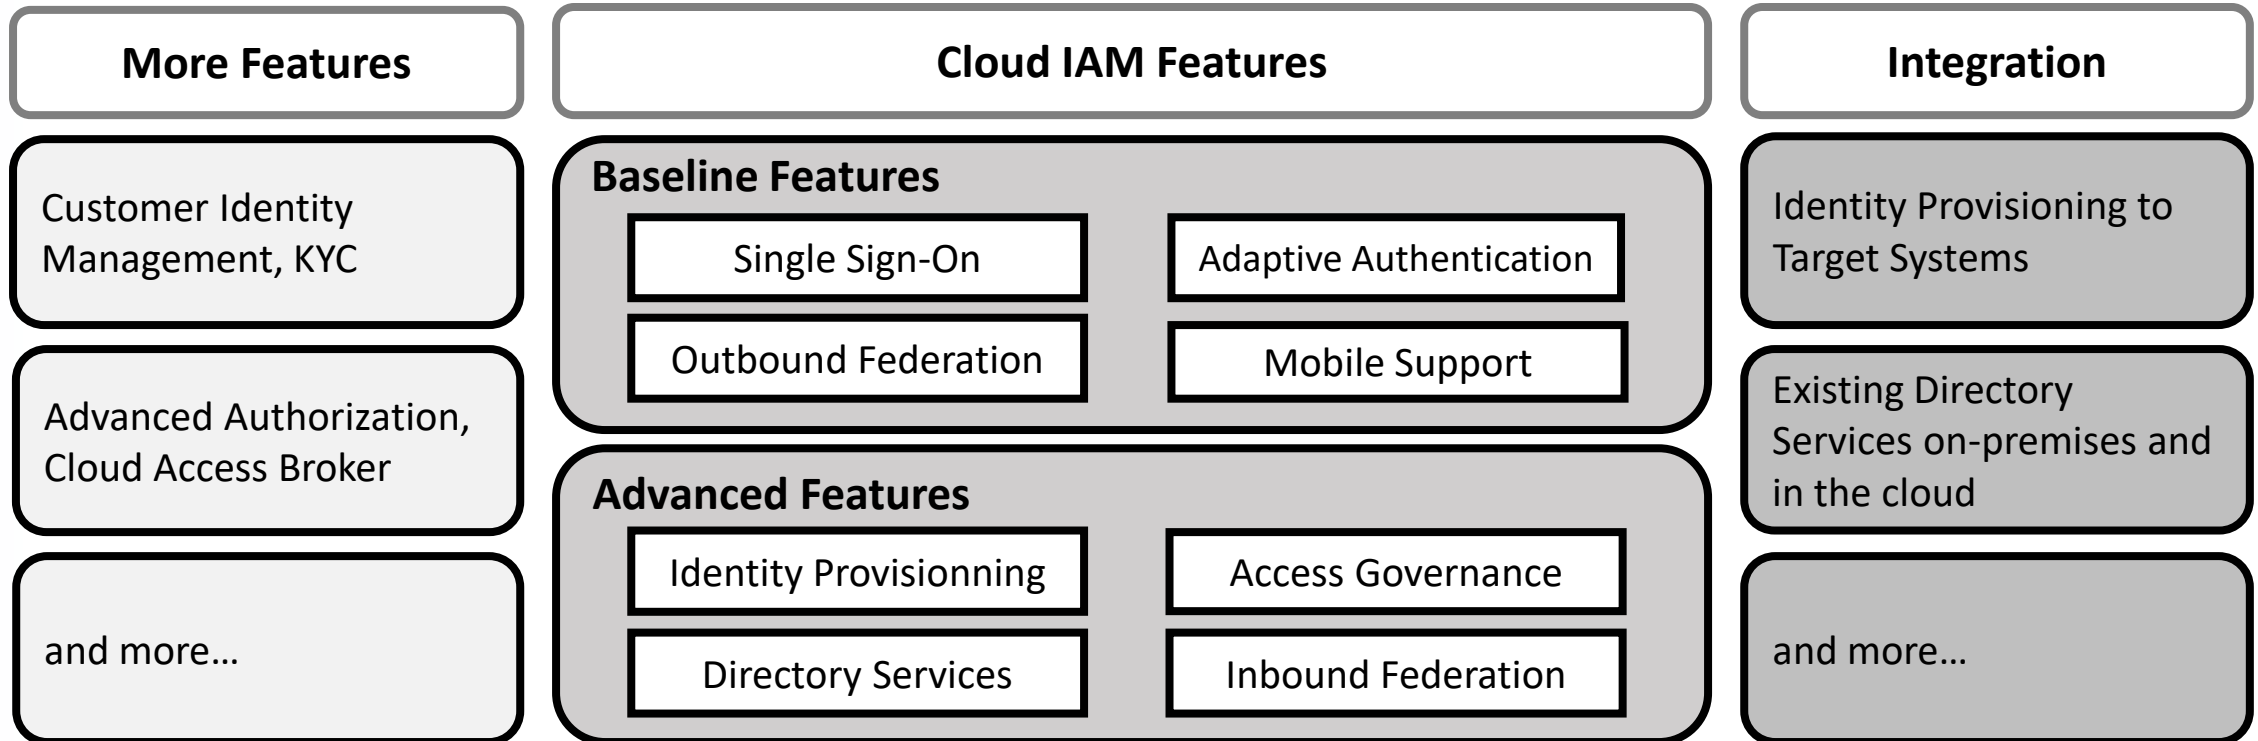 More Features
Customer Identity
Management, KYC
Advanced Authorization,
Cloud Access Broker
and more…
Cloud IAM Features
Baseline Features
Single Sign-On
Adaptive Authentication
Outbound Federation
Mobile Support
Advanced Features
Identity Provisionning
Access Governance
Directory Services
Inbound Federation
Integration
Identity Provisioning to
Target Systems
Existing Directory
Services on-premises and
in the cloud
and more…